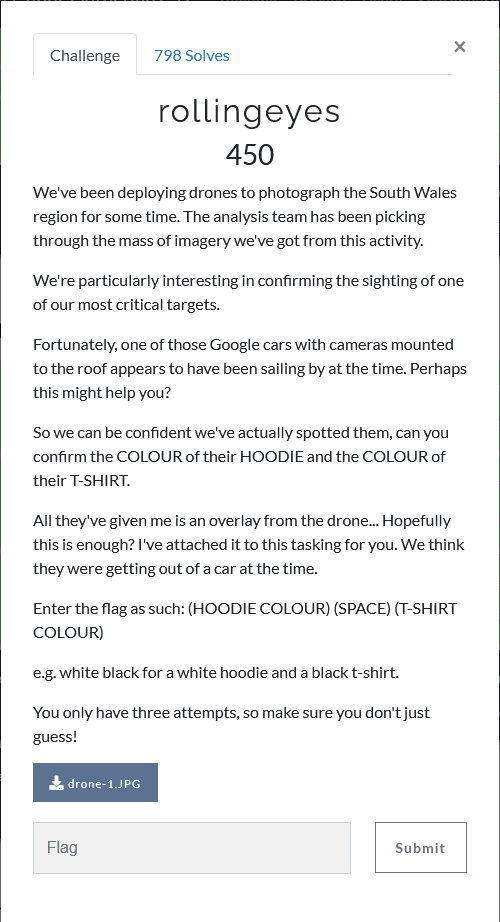 Challenge
798 Solves
×
rollingeyes
450
We've been deploying drones to photograph the South Wales
region for some time. The analysis team has been picking
through the mass of imagery we've got from this activity.
We're particularly interesting in confirming the sighting of one
of our most critical targets.
Fortunately, one of those Google cars with cameras mounted
to the roof appears to have been sailing by at the time. Perhaps
this might help you?
So we can be confident we've actually spotted them, can you
confirm the COLOUR of their HOODIE and the COLOUR of
their T-SHIRT.
All they've given me is an overlay from the drone... Hopefully
this is enough? I've attached it to this tasking for you. We think
they were getting out of a car at the time.
Enter the flag as such: (HOODIE COLOUR) (SPACE) (T-SHIRT
COLOUR)
e.g. white black for a white hoodie and a black t-shirt.
You only have three attempts, so make sure you don't just
guess!
drone-1.JPG
Flag
Submit